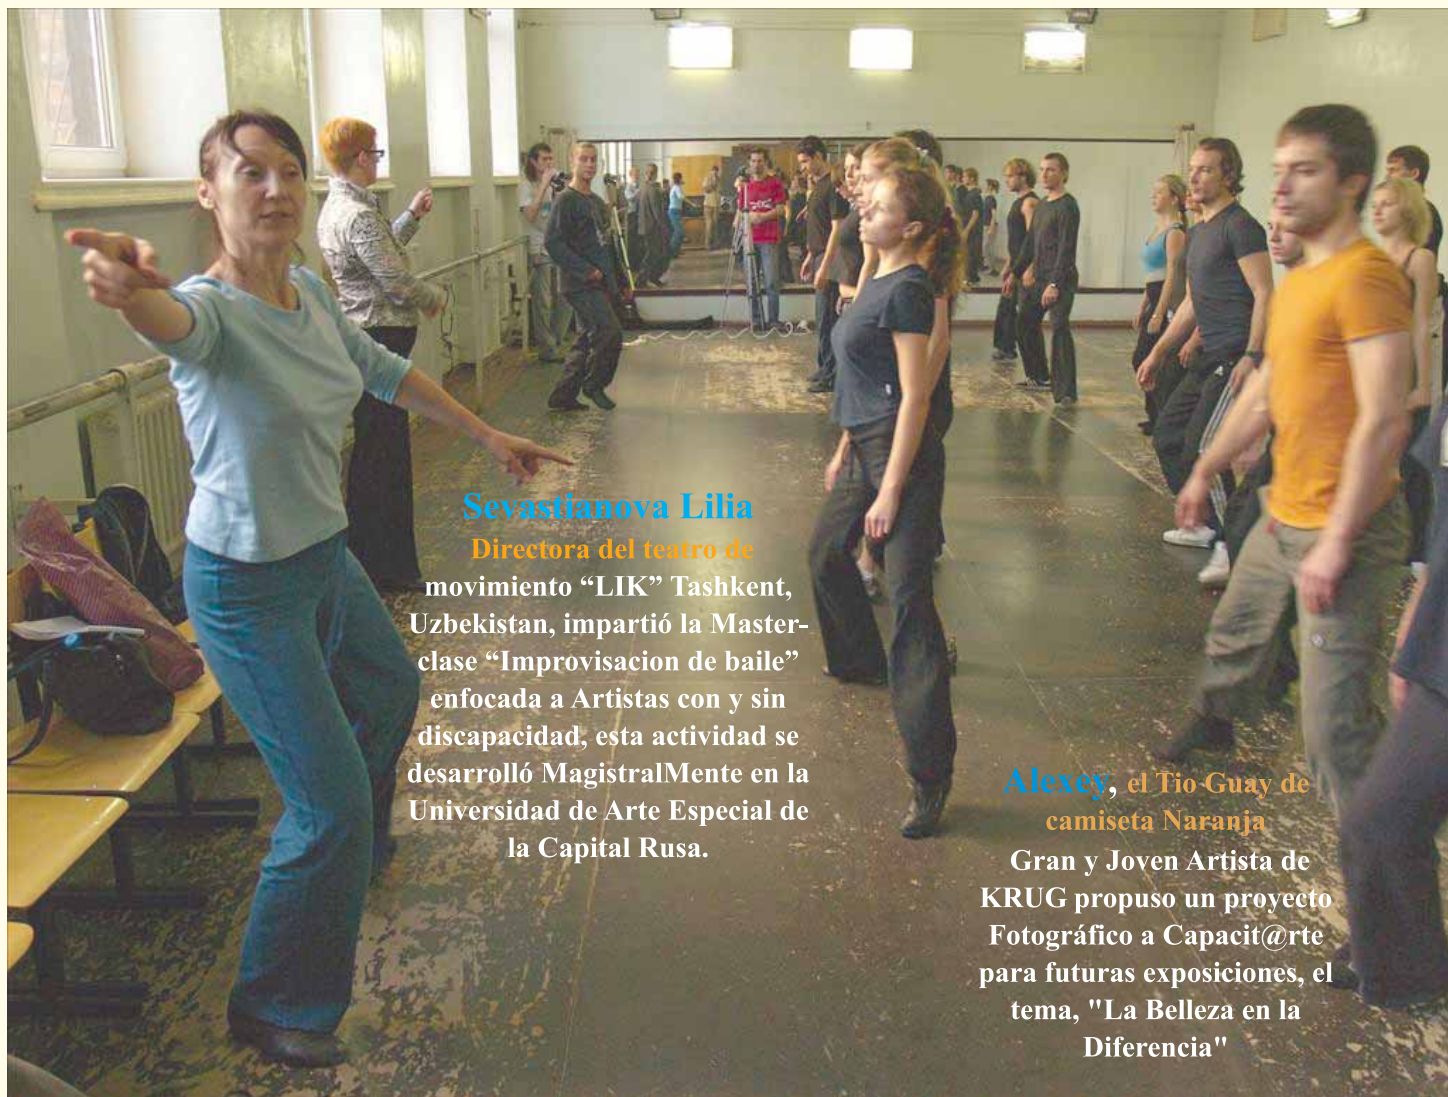 Sevastianova Lilia
Directora del teatro de
movimiento “LIK” Tashkent,
Uzbekistan, impartió la Master-
clase “Improvisacion de baile”
enfocada a Artistas con y sin
discapacidad, esta actividad se
desarrolló MagistralMente en la
Universidad de Arte Especial de
la Capital Rusa.
Alexey, el Tio Guay de
camiseta Naranja
Gran y Joven Artista de
KRUG propuso un proyecto
Fotográfico a Capacit@rte
para futuras exposiciones, el
tema, "La Belleza en la
Diferencia"